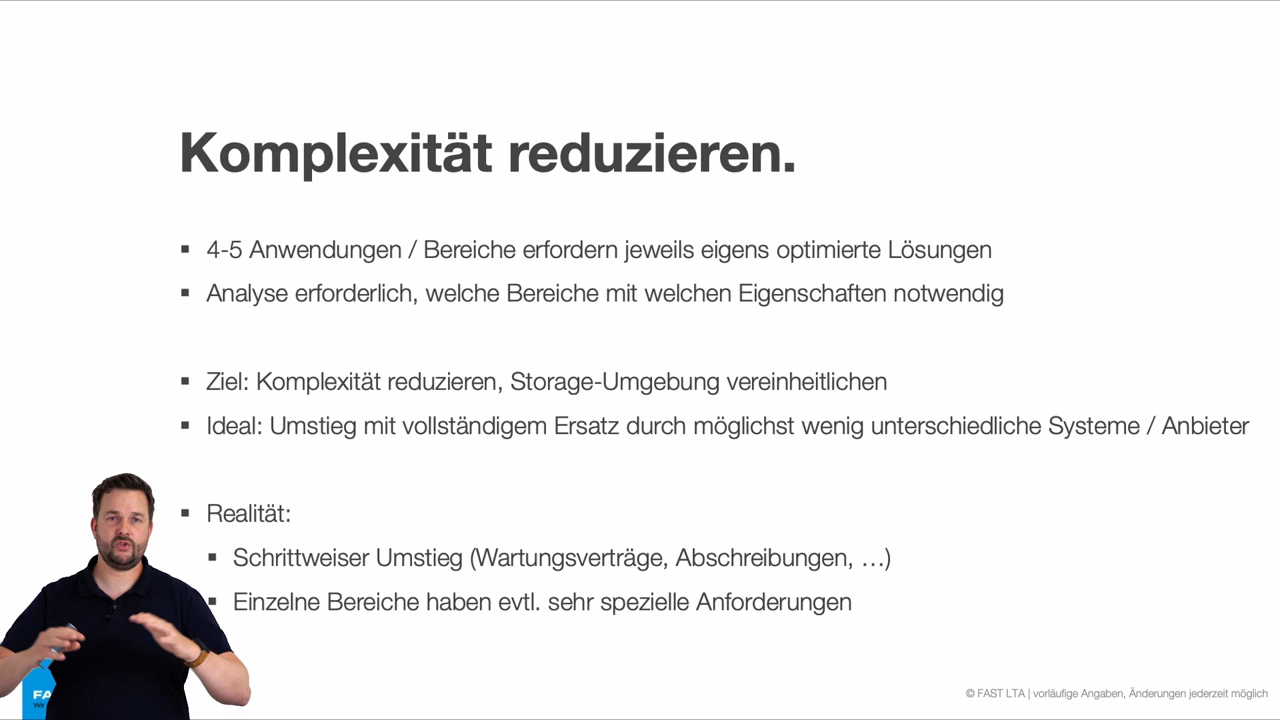 Komplexität reduzieren.
▪ 4-5 Anwendungen / Bereiche erfordern jeweils eigens optimierte Lösungen
▪ Analyse erforderlich, welche Bereiche mit welchen Eigenschaften notwendig
▪ Ziel: Komplexität reduzieren, Storage-Umgebung vereinheitlichen
▪ Ideal: Umstieg mit vollständigem Ersatz durch möglichst wenig unterschiedliche Systeme / Anbieter
▪ Realität:
▪ Schrittweiser Umstieg (Wartungsverträge, Abschreibungen, …)
▪ Einzelne Bereiche haben evtl. sehr spezielle Anforderungen
© FAST LTA | vorläufige Angaben, Änderungen jederzeit möglich